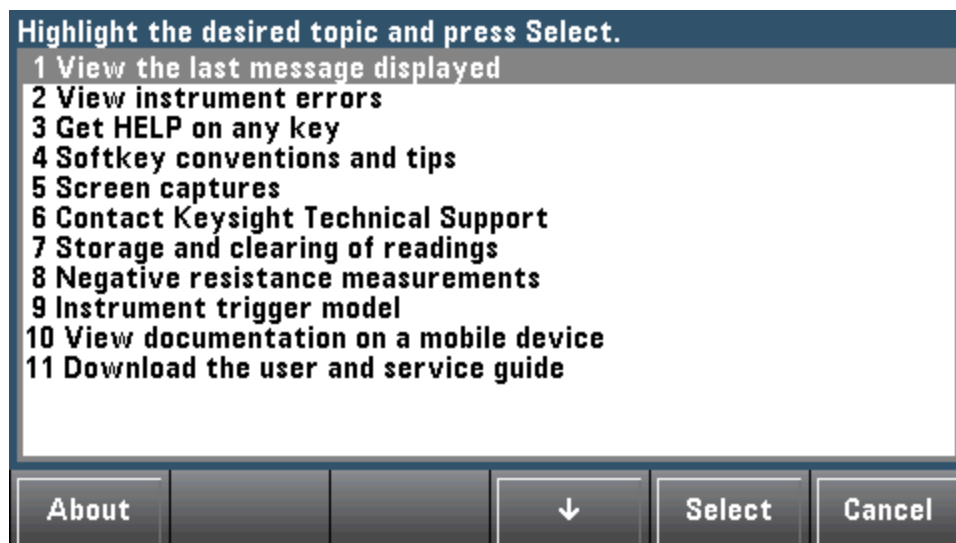 Highlight the desired topic and press Select.
1 View the last message displayed
2 View instrument errors
3 Get HELP on any key
4 Softkey conventions and tips
5 Screen captures
6 Contact Keysight Technical Support
7 Storage and clearing of readings
8 Negative resistance measurements
9 Instrument trigger model
10 View documentation on a mobile device
11 Download the user and service guide
About ↓ Select Cancel